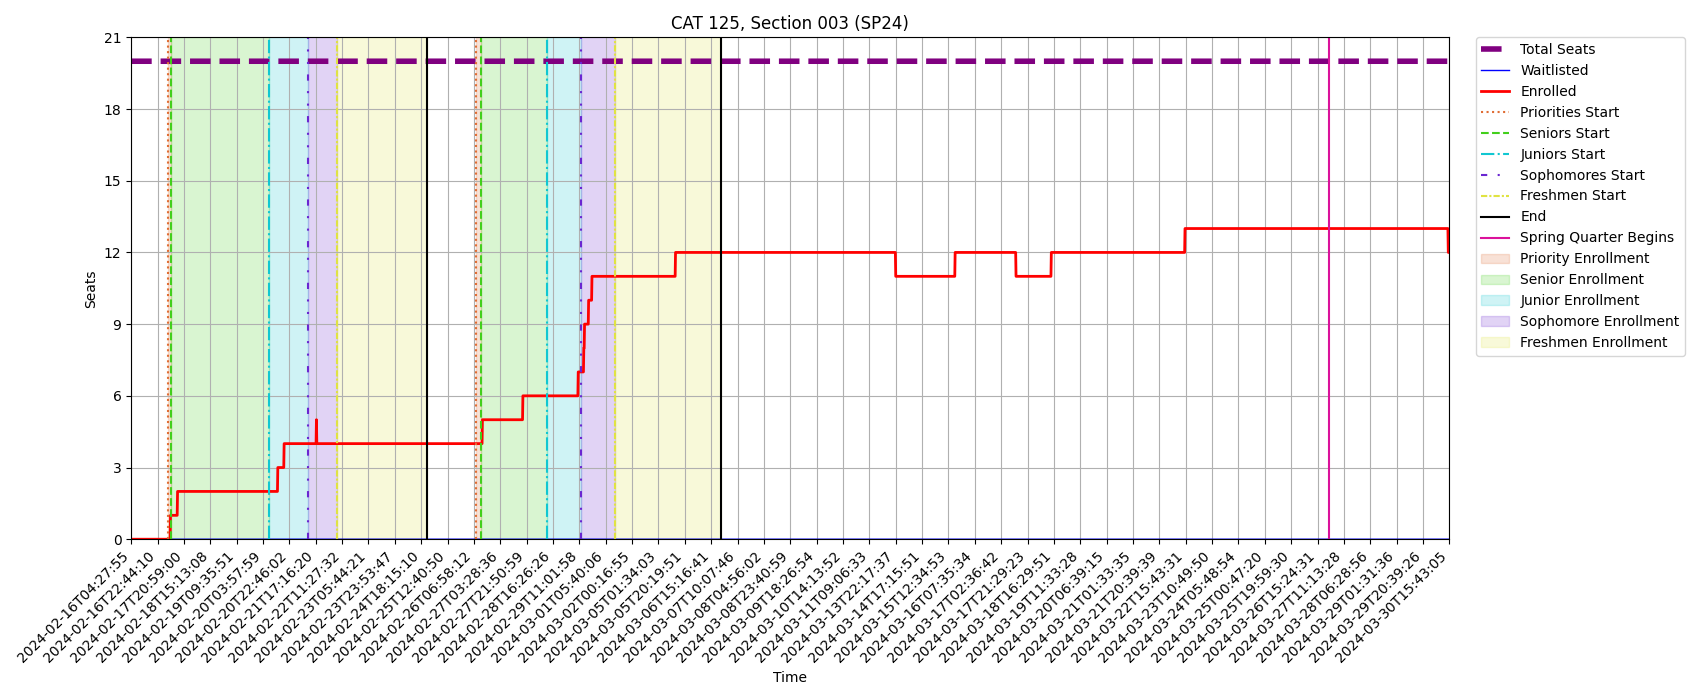 CAT 125, Section 003 (SP24)
21
18
15
12
9
6
3
0
Seats
2024-02-16T04:27:55
2024-02-16T22:44:10
2024-02-17T20:59:00
2024-02-18T15:13:08
2024-02-19T09:35:51
2024-02-20T03:57:59
2024-02-20T22:46:02
2024-02-21T17:16:20
2024-02-22T11:27:32
2024-02-23T05:44:21
2024-02-23T23:53:47
2024-02-24T18:15:10
2024-02-25T12:40:50
2024-02-26T06:58:12
2024-02-27T03:28:36
2024-02-27T21:50:59
2024-02-28T16:26:26
2024-02-29T11:01:58
2024-03-01T05:40:06
2024-03-02T00:16:55
2024-03-05T01:34:03
2024-03-05T20:19:51
2024-03-06T15:16:41
2024-03-07T10:07:46
2024-03-08T04:56:02
2024-03-08T23:40:59
2024-03-09T18:26:54
2024-03-10T14:13:52
2024-03-11T09:06:33
2024-03-13T22:17:37
2024-03-14T17:15:51
2024-03-15T12:34:53
2024-03-16T07:35:34
2024-03-17T02:36:42
2024-03-17T21:29:23
2024-03-18T16:29:51
2024-03-19T11:33:28
2024-03-20T06:39:15
2024-03-21T01:33:35
2024-03-21T20:39:39
2024-03-22T15:43:31
2024-03-23T10:49:50
2024-03-24T05:48:54
2024-03-25T00:47:20
2024-03-25T19:59:30
2024-03-26T15:24:31
2024-03-27T11:13:28
2024-03-28T06:28:56
2024-03-29T01:31:36
2024-03-29T20:39:26
2024-03-30T15:43:05
Time
Total Seats
Waitlisted
Enrolled
Priorities Start
Seniors Start
Juniors Start
Sophomores Start
Freshmen Start
End
Spring Quarter Begins
Priority Enrollment
Senior Enrollment
Junior Enrollment
Sophomore Enrollment
Freshmen Enrollment